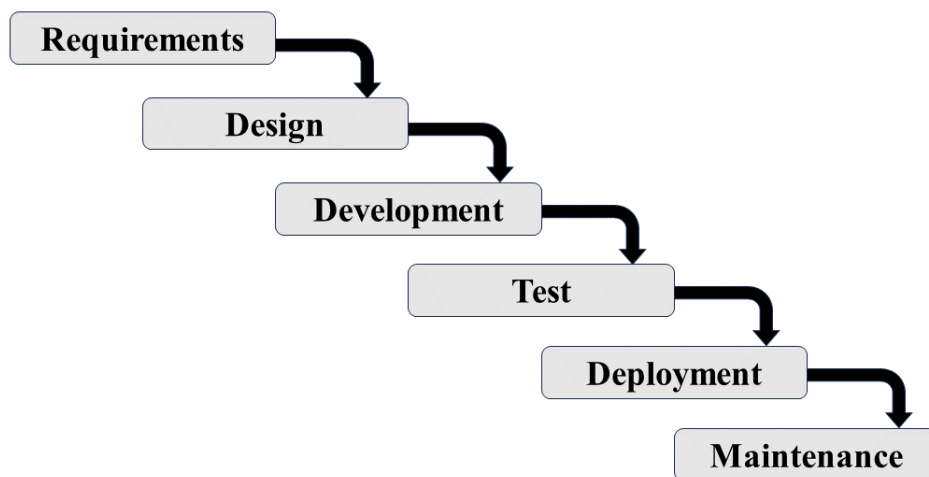 Requirements
Design
Development
Test
Deployment
Maintenance